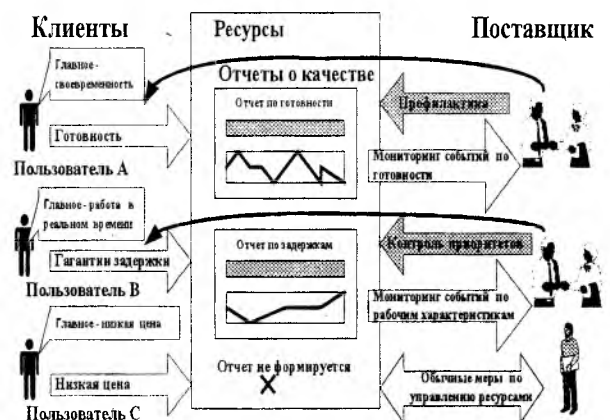 Клиенты
Ресурсы
Поставщик
Главное -
своевременность
Отчеты о качестве
Отчет по готовности
Профилактика
Готовность
Мониторинг событий по
готовности
Пользователь А
Главное - работа в
реальном времени
Отчет по задержкам
Контроль приоритетов
Гарантии задержки
Мониторинг событий по
рабочим характеристикам
Пользователь В
Главное - низкая цена
Отчет не формируется
Низкая цена
Обычные меры по
управлению ресурсами
Пользователь С